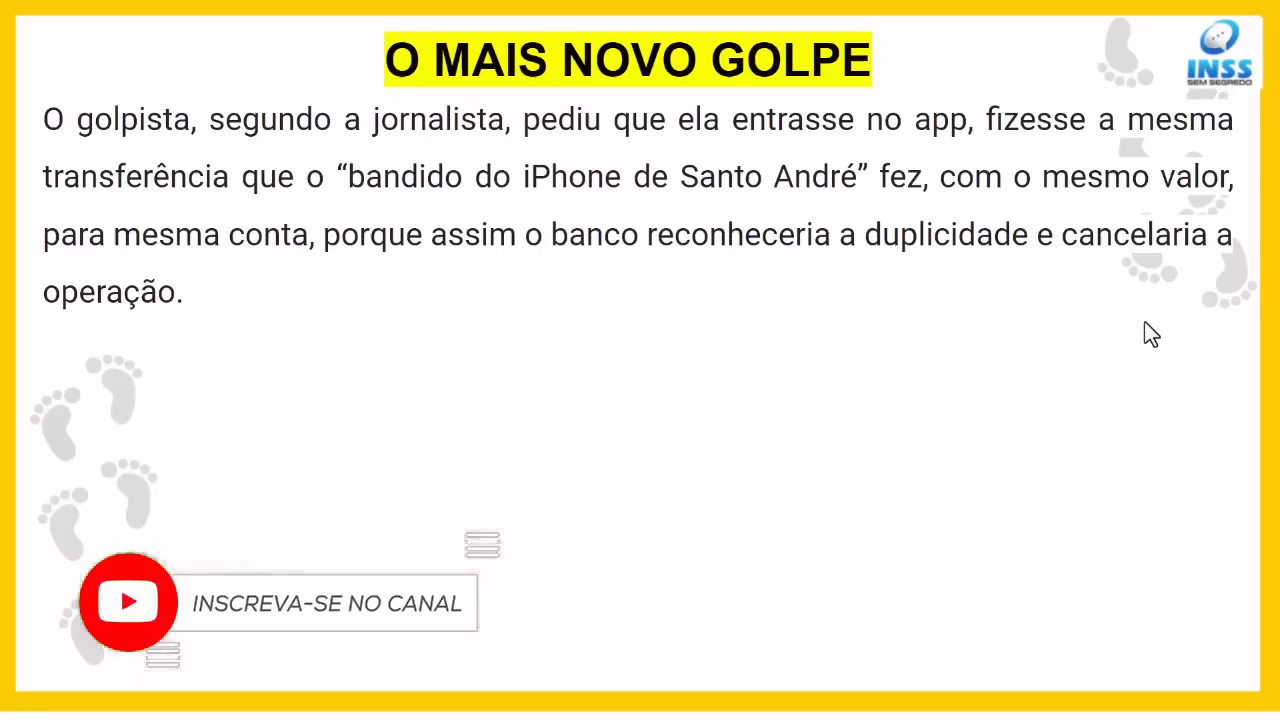 O MAIS NOVO GOLPE
INSS
SEM SEGREDO
O golpista, segundo a jornalista, pediu que ela entrasse no app, fizesse a mesma
transferência que o “bandido do iPhone de Santo André” fez, com o mesmo valor,
para mesma conta, porque assim o banco reconheceria a duplicidade e cancelaria a
operação.
INSCREVA-SE NO CANAL